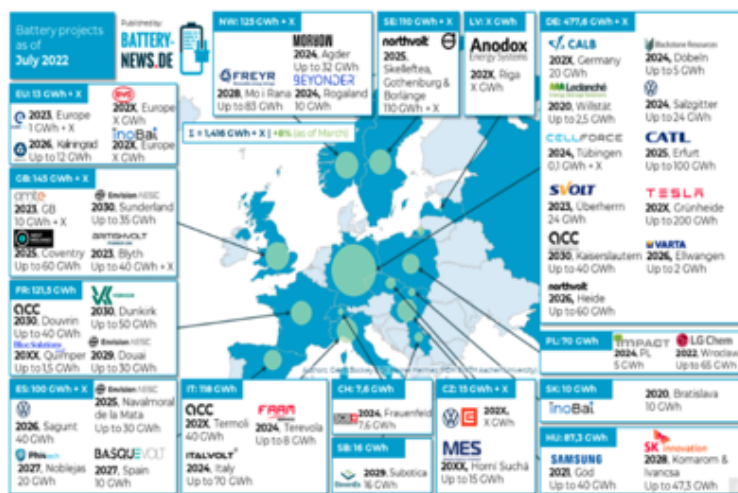 Battery projects
as of
July 2022
Published by:
BATTERY-
NEWS.DE
NW: 125 GWh + X
MORROW
2024, Agder
Up to 32 GWh
FREYR
2028, Mo i Rana
Up to 83 GWh
BEYONDER
2024, Rogaland
10 GWh
SE: 110 GWh + X
northvolt
2025,
Skelleftea,
Gothenburg &
Borlänge
110 GWh + X
LV: X GWh
Anodox
Energy Systems
202X, Riga
X GWh
DE: 477,6 GWh + X
CALB
202X, Germany
20 GWh
Blackstone Resources
2024, Döbeln
Up to 5 GWh
Leclanché
2020, Willstät
Up to 2,5 GWh
2024, Salzgitter
Up to 24 GWh
CELLFORCE
2024, Tübingen
0,1 GWh + X
CATL
2025, Erfurt
Up to 100 GWh
SVOLT
2023, Überherrn
24 GWh
TESLA
202X, Grünheide
Up to 200 GWh
acc
2030, Kaiserslautern
Up to 40 GWh
VARTA
2026, Ellwangen
Up to 2 GWh
northvolt
2026, Heide
Up to 60 GWh
EU: 13 GWh + X
2023, Europe
1 GWh + X
BYD
202X, Europe
X GWh
2026, Kaliningrad
Up to 12 GWh
inoBat
202X, Europe
X GWh
Σ = 1,416 GWh + X | +8% (as of March)
GB: 145 GWh + X
amte
2023, GB
10 GWh + X
Envision AESC
2030, Sunderland
Up to 35 GWh
2025, Coventry
Up to 60 GWh
BRITISHVOLT
2023, Blyth
Up to 40 GWh + X
FR: 121,5 GWh
acc
2030, Douvrin
Up to 40 GWh
VERKOR
2030, Dunkirk
Up to 50 GWh
Blue Solutions
20XX, Quimper
Up to 1,5 GWh
Envision AESC
2029, Douai
Up to 30 GWh
ES: 100 GWh + X
2026, Sagunt
40 GWh
Envision AESC
2025, Navalmoral
de la Mata
Up to 30 GWh
Phi4tech
2027, Noblejas
20 GWh
BASQUEVOLT
2027, Spain
10 GWh
IT: 118 GWh
acc
202X, Termoli
40 GWh
FAAM
2024, Terevola
Up to 8 GWh
ITALVOLT
2024, Italy
Up to 70 GWh
CH: 7,6 GWh
2024, Frauenfeld
7,6 GWh
SB: 16 GWh
ElevenEs
2029, Subotica
16 GWh
CZ: 15 GWh + X
202X,
X GWh
MES
20XX, Horní Suchá
Up to 15 GWh
PL: 70 GWh
IMPACT
2024, PL
5 GWh
LG Chem
2022, Wroclaw
Up to 65 GWh
SK: 10 GWh
inoBat
2020, Bratislava
10 GWh
HU: 87,3 GWh
SAMSUNG
2021, God
Up to 40 GWh
SK innovation
2028, Komarom &
Ivancsa
Up to 47,3 GWh